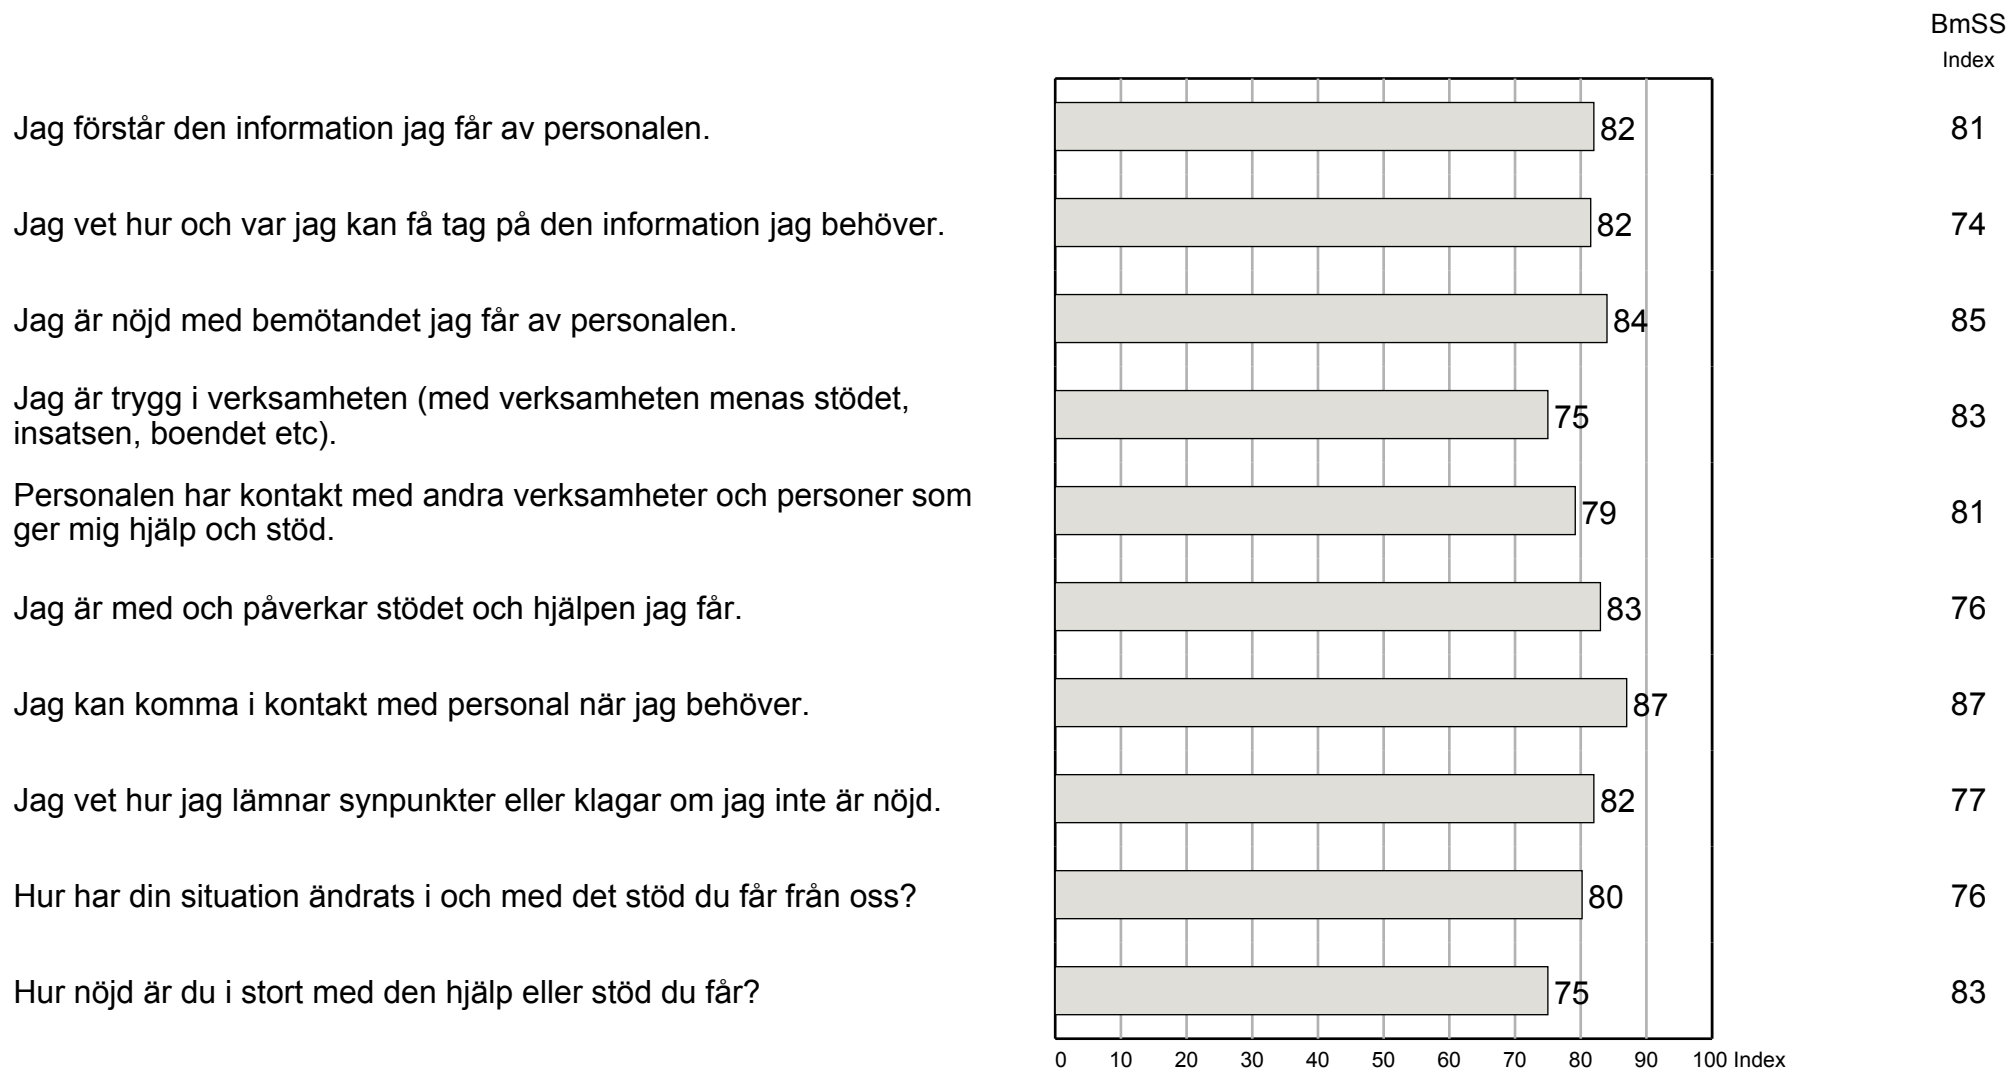 BmSS
Index
Jag förstår den information jag får av personalen. 82 81
Jag vet hur och var jag kan få tag på den information jag behöver. 82 74
Jag är nöjd med bemötandet jag får av personalen. 84 85
Jag är trygg i verksamheten (med verksamheten menas stödet,
insatsen, boendet etc). 75 83
Personalen har kontakt med andra verksamheter och personer som
ger mig hjälp och stöd. 79 81
Jag är med och påverkar stödet och hjälpen jag får. 83 76
Jag kan komma i kontakt med personal när jag behöver. 87 87
Jag vet hur jag lämnar synpunkter eller klagar om jag inte är nöjd. 82 77
Hur har din situation ändrats i och med det stöd du får från oss? 80 76
Hur nöjd är du i stort med den hjälp eller stöd du får? 75 83
0 10 20 30 40 50 60 70 80 90 100 Index